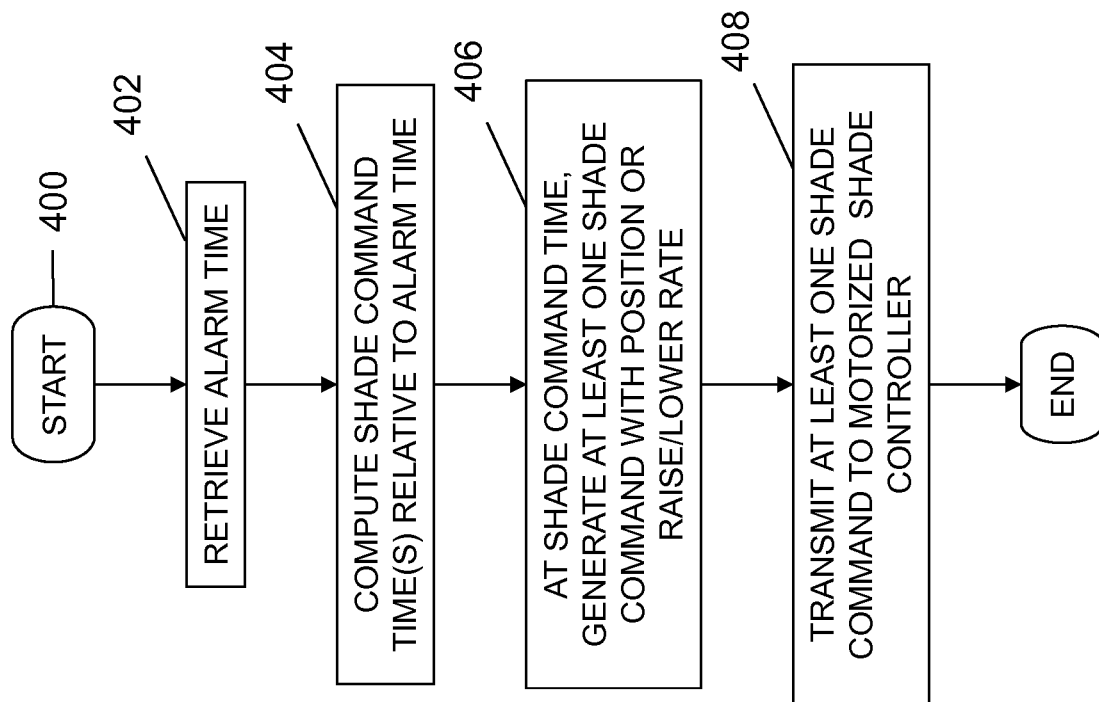 START
400
402
RETRIEVE ALARM TIME
404
COMPUTE SHADE COMMAND
TIME(S) RELATIVE TO ALARM TIME
406
AT SHADE COMMAND TIME,
GENERATE AT LEAST ONE SHADE
COMMAND WITH POSITION OR
RAISE/LOWER RATE
408
TRANSMIT AT LEAST ONE SHADE
COMMAND TO MOTORIZED SHADE
CONTROLLER
END